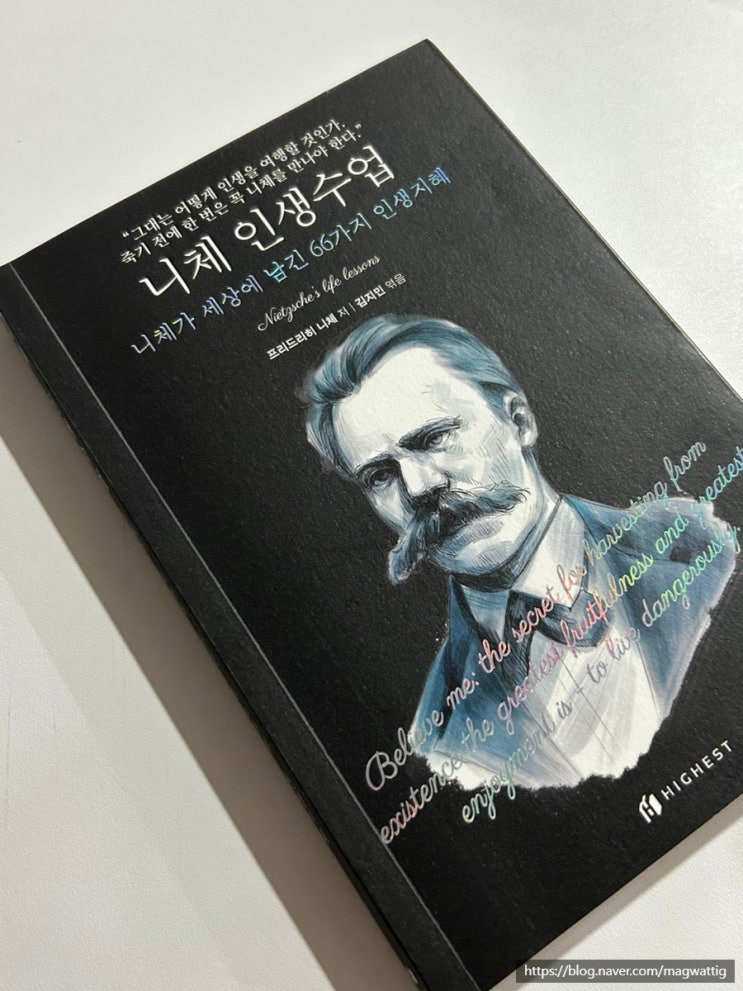 “그대는 어떻게 인생을 여행할 것인가.
죽기 전에 한 번은 꼭 니체를 만나야 한다.”
니체 인생수업
니체가 세상에 남긴 66가지 인생지혜
Nietzsche's life lessons
프리드리히 니체 저 | 김지민 엮음
Believe me: the secret for harvesting from
existence the greatest fruitfulness and greatest
enjoyment is - to live dangerously.
HIGHEST
https://blog.naver.com/magwattig